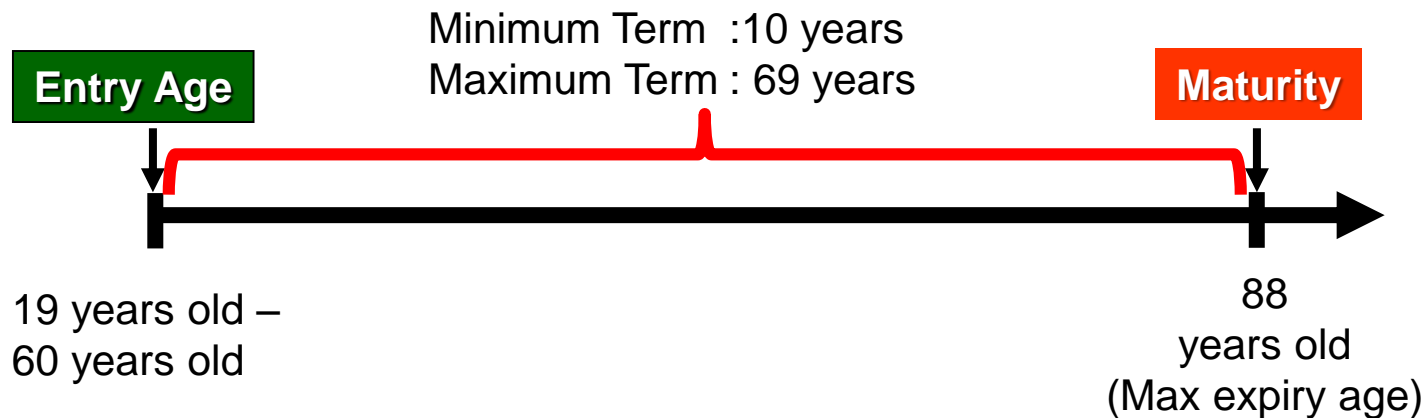 Minimum Term  :10 years
Maximum Term : 69 years
Entry Age
Maturity
19 years old –
60 years old
88
years old
(Max expiry age)